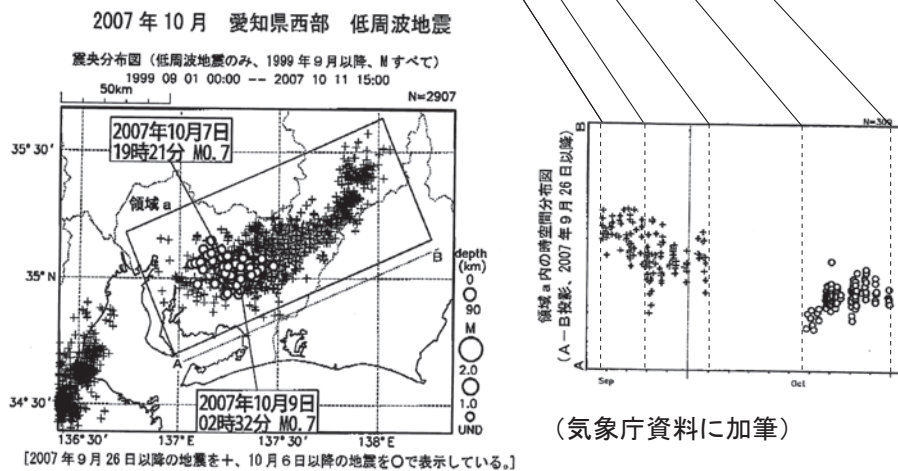 2007年10月　愛知県西部　低周波地震
震央分布図(低周波地震のみ、1999年9月以降、Mすべて)
1999 09 01 00:00 -- 2007 10 11 15:00
50km
N=2907
2007年10月7日
19時21分 M0.7
領域a
35°30'
35°N
34°30'
136°30'
137°E
137°30'
138°E
A
B
2007年10月9日
02時32分 M0.7
depth
(km)
0
90
M
2.0
1.0
UND
[2007年9月26日以降の地震を+、10月6日以降の地震を○で表示している。]
N=309
領域a内の時空間分布図
(A-B投影、2007年9月26日以降)
B
A
Sep
Oct
(気象庁資料に加筆)